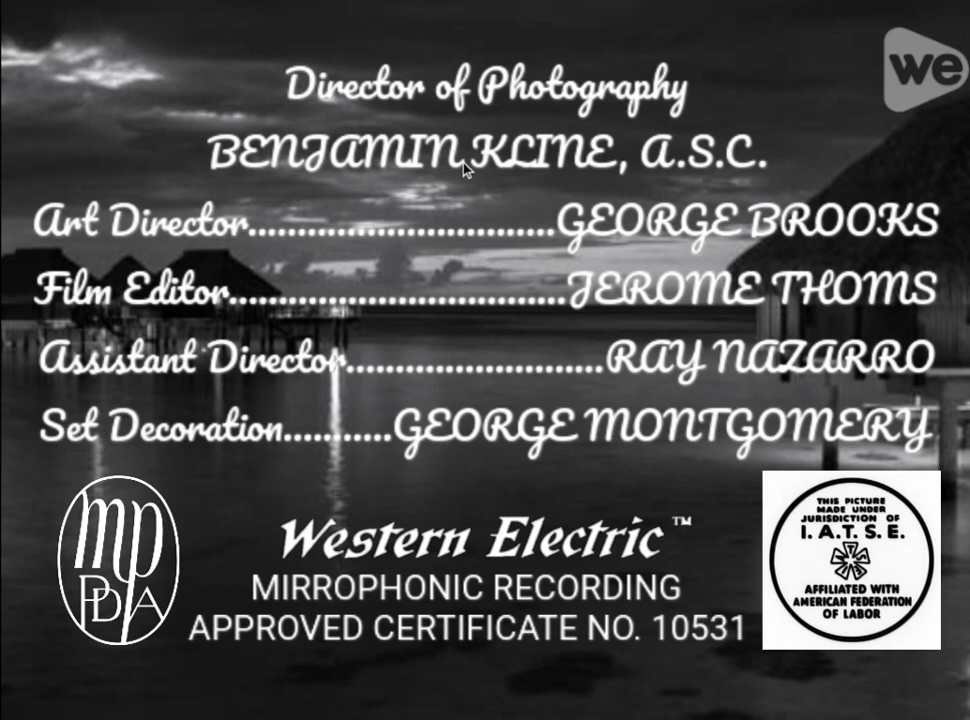 we
Director of Photography
BENJAMIN KLINE, A.S.C.
Art Director................................GEORGE BROOKS
Film Editor...................................JEROME THOMS
Assistant Director...........................RAY NAZARRO
Set Decoration...........GEORGE MONTGOMERY
mp
PDA
Western Electric™
MIRROPHONIC RECORDING
APPROVED CERTIFICATE NO. 10531
THIS PICTURE
MADE UNDER
JURISDICTION OF
I. A. T. S. E.
AFFILIATED WITH
AMERICAN FEDERATION
OF LABOR